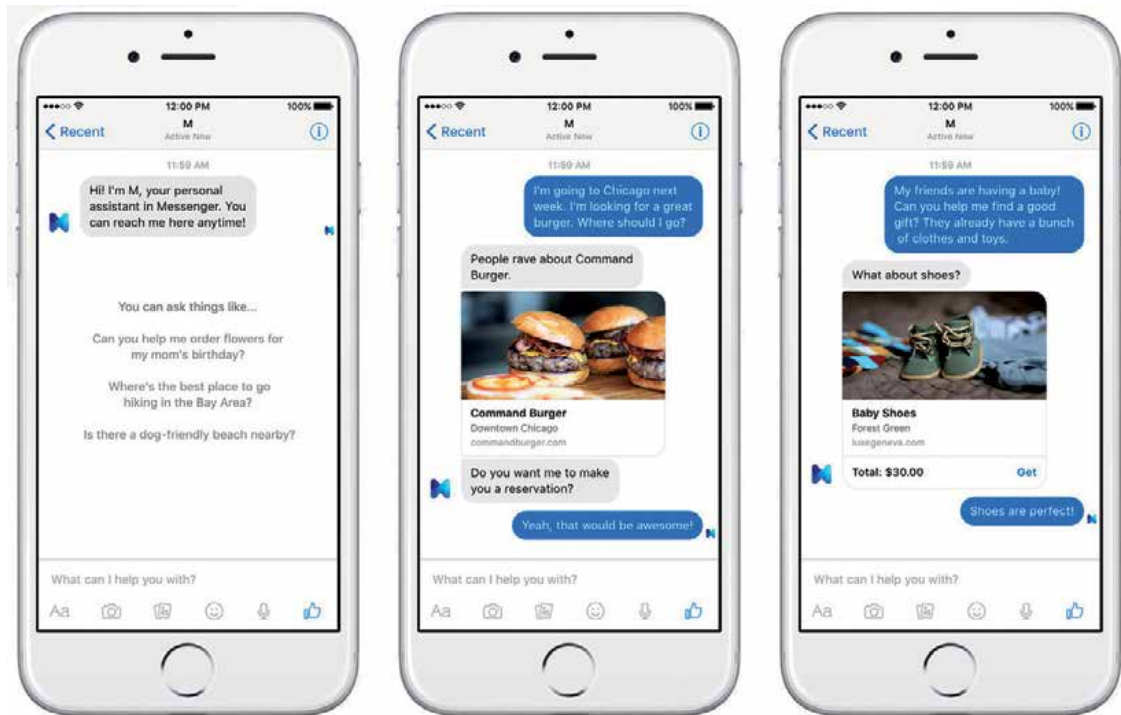 12:00 PM
100%
Recent
M
Active Now
11:59 AM
Hi! I'm M, your personal
assistant in Messenger. You
can reach me here anytime!
You can ask things like...
Can you help me order flowers for
my mom's birthday?
Where's the best place to go
hiking in the Bay Area?
Is there a dog-friendly beach nearby?
What can I help you with?
Aa
12:00 PM
100%
Recent
M
Active Now
11:59 AM
I'm going to Chicago next
week. I'm looking for a great
burger. Where should I go?
People rave about Command
Burger.
Command Burger
Downtown Chicago
commandburger.com
Do you want me to make
you a reservation?
Yeah, that would be awesome!
What can I help you with?
Aa
12:00 PM
100%
Recent
M
Active Now
11:59 AM
My friends are having a baby!
Can you help me find a good
gift? They already have a bunch
of clothes and toys.
What about shoes?
Baby Shoes
Forest Green
luxegeneva.com
Total: $30.00
Get
Shoes are perfect!
What can I help you with?
Aa